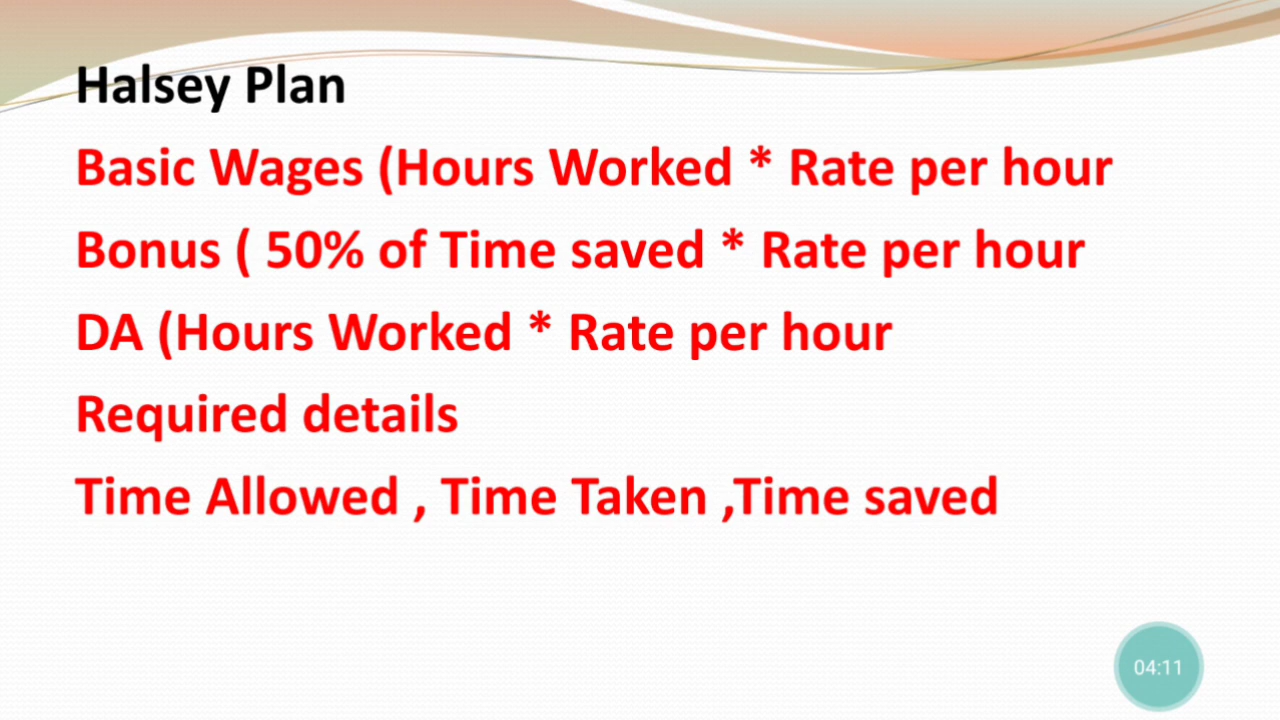 Halsey Plan
Basic Wages (Hours Worked * Rate per hour
Bonus ( 50% of Time saved * Rate per hour
DA (Hours Worked * Rate per hour
Required details
Time Allowed , Time Taken ,Time saved
04:11